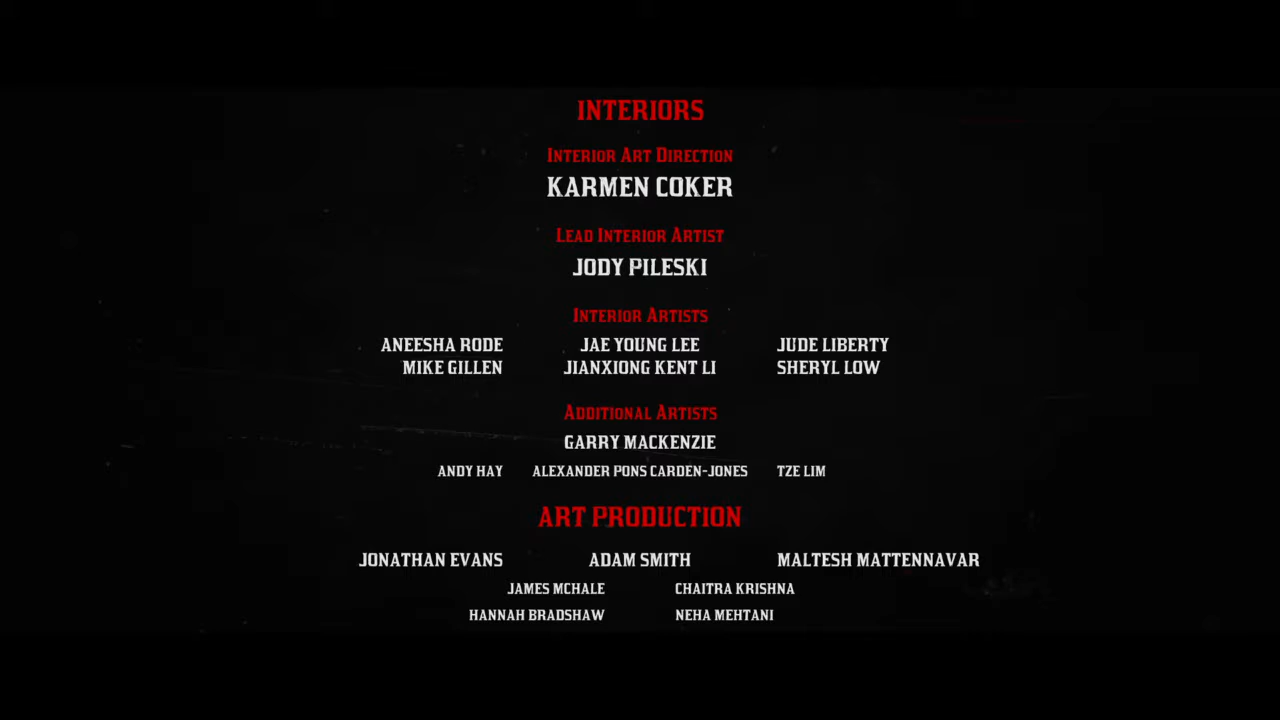 INTERIORS
INTERIOR ART DIRECTION
KARMEN COKER
LEAD INTERIOR ARTIST
JODY PILESKI
INTERIOR ARTISTS
ANEESHA RODE JAE YOUNG LEE JUDE LIBERTY
MIKE GILLEN JIANXIONG KENT LI SHERYL LOW
ADDITIONAL ARTISTS
GARRY MACKENZIE
ANDY HAY ALEXANDER PONS CARDEN-JONES TZE LIM
ART PRODUCTION
JONATHAN EVANS ADAM SMITH MALTESH MATTENNAVAR
JAMES MCHALE CHAITRA KRISHNA
HANNAH BRADSHAW NEHA MEHTANI